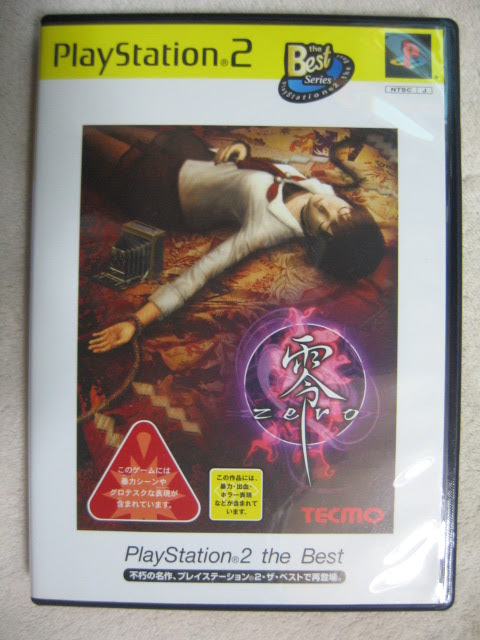 PlayStation®2
the
Best
Series
PlayStation2 the
NTSC J
零
zero
このゲームには
暴力シーンや
グロテスクな表現が
含まれています。
この作品には、
暴力・出血・
ホラー表現
などが含まれて
います。
TECMO
PlayStation®2 the Best
不朽の名作、プレイステーション®2・ザ・ベストで再登場。